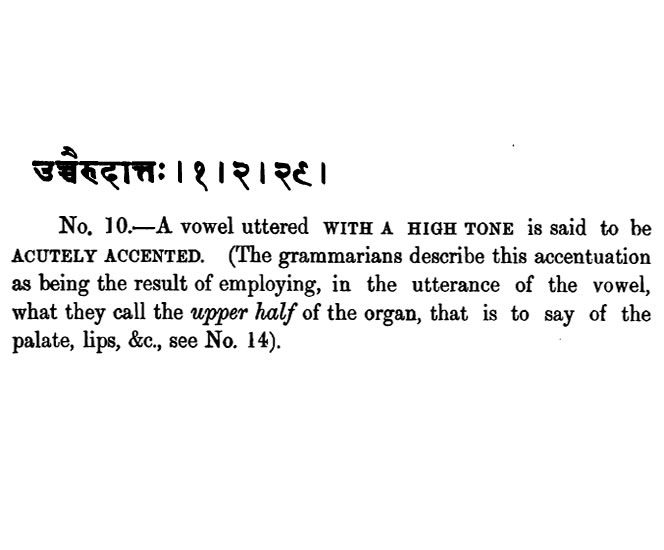 उच्चैरुदात्तः । १ । २ । २९ ।
No. 10.—A vowel uttered WITH A HIGH TONE is said to be
ACUTELY ACCENTED. (The grammarians describe this accentuation
as being the result of employing, in the utterance of the vowel,
what they call the upper half of the organ, that is to say of the
palate, lips, &c., see No. 14).